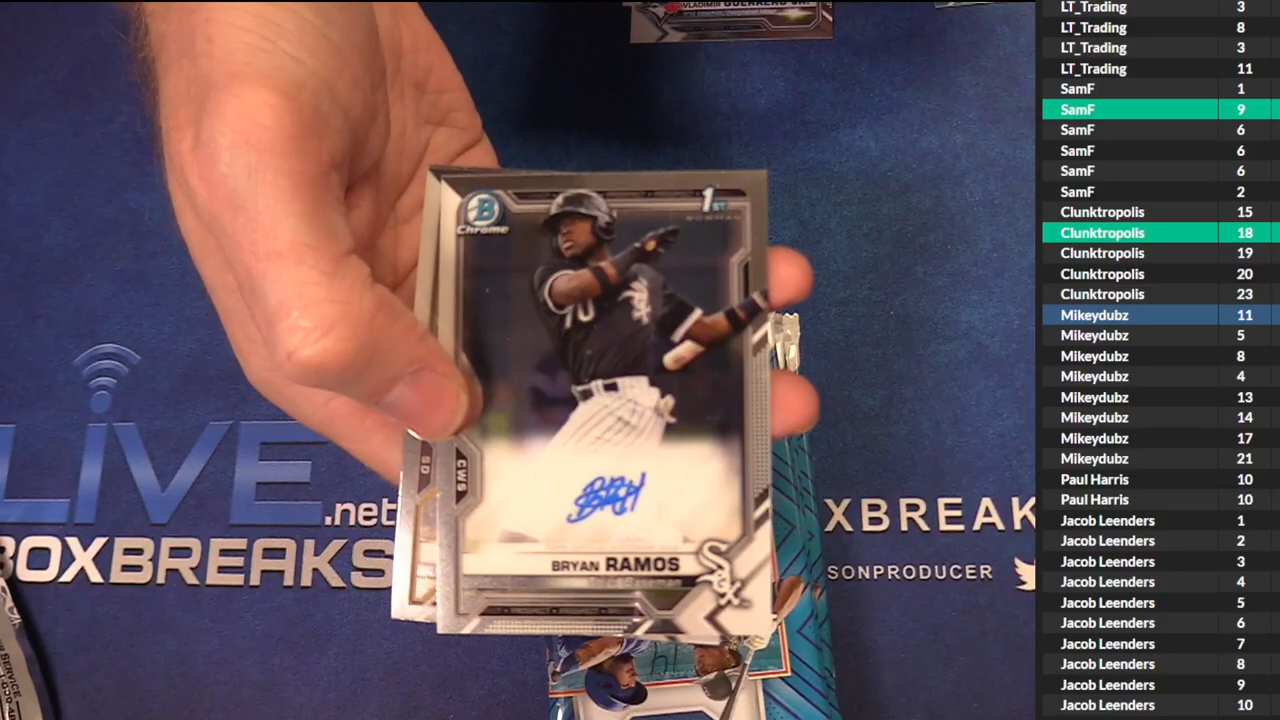 VLADIMIR GUERRERO JR.
B
Chrome
1ST
BOWMAN
SD
CWS
BRYAN RAMOS
Third Baseman
Sox
LIVE.net
BOXBREAKS
XBREAK
SONPRODUCER
LT_Trading 3
LT_Trading 8
LT_Trading 3
LT_Trading 11
SamF 1
SamF 9
SamF 6
SamF 6
SamF 6
SamF 2
Clunktropolis 15
Clunktropolis 18
Clunktropolis 19
Clunktropolis 20
Clunktropolis 23
Mikeydubz 11
Mikeydubz 5
Mikeydubz 8
Mikeydubz 4
Mikeydubz 13
Mikeydubz 14
Mikeydubz 17
Mikeydubz 21
Paul Harris 10
Paul Harris 10
Jacob Leenders 1
Jacob Leenders 2
Jacob Leenders 3
Jacob Leenders 4
Jacob Leenders 5
Jacob Leenders 6
Jacob Leenders 7
Jacob Leenders 8
Jacob Leenders 9
Jacob Leenders 10